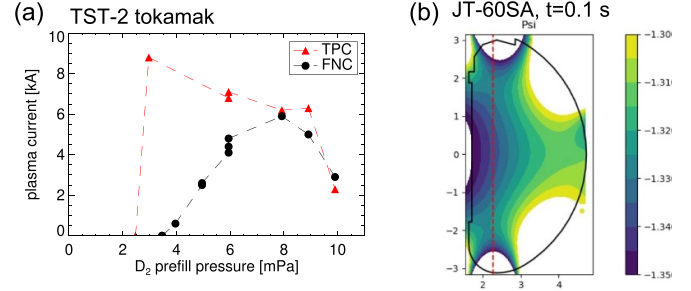 (a) TST-2 tokamak
TPC
FNC
plasma current [kA]
10
8
6
4
2
0
0 2 4 6 8 10
D2 prefill pressure [mPa]
(b) JT-60SA, t=0.1 s
Psi
3
2
1
0
−1
−2
−3
2 3 4
−1.300
−1.310
−1.320
−1.330
−1.340
−1.350